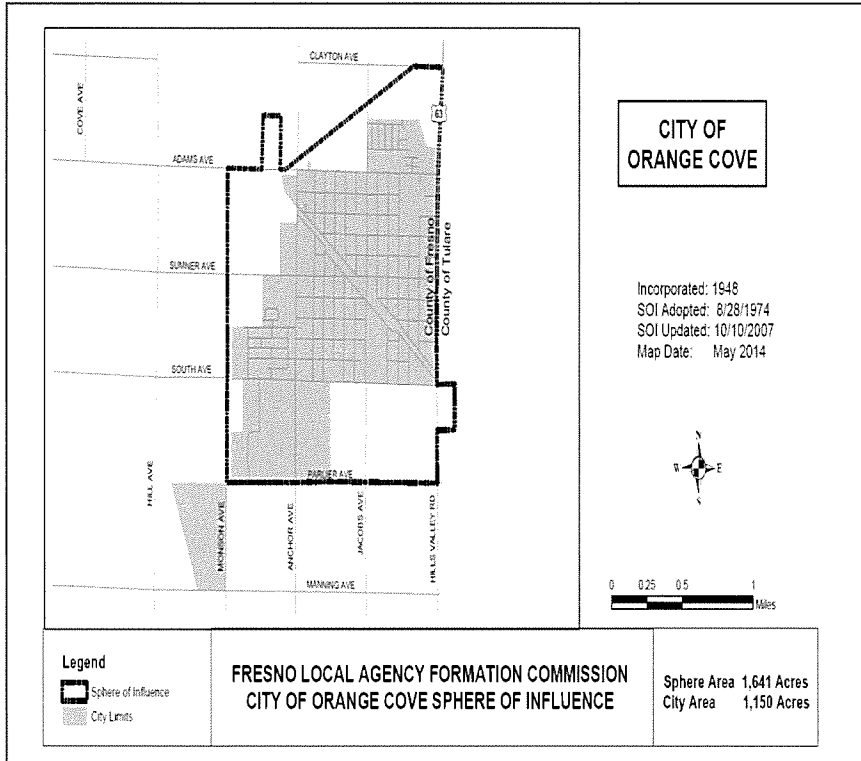 CLAYTON AVE
COVE AVE
63
ADAMS AVE
CITY OF
ORANGE COVE
County of Fresno
County of Tulare
SUMNER AVE
Incorporated: 1948
SOI Adopted: 8/28/1974
SOI Updated: 10/10/2007
Map Date: May 2014
SOUTH AVE
N
W E
S
HILL AVE
PARLIER AVE
MONSON AVE
ANCHOR AVE
JACOBS AVE
HILLS VALLEY RD
MANNING AVE
0 0.25 0.5 1
Miles
Legend
Sphere of Influence
City Limits
FRESNO LOCAL AGENCY FORMATION COMMISSION
CITY OF ORANGE COVE SPHERE OF INFLUENCE
Sphere Area 1,641 Acres
City Area 1,150 Acres